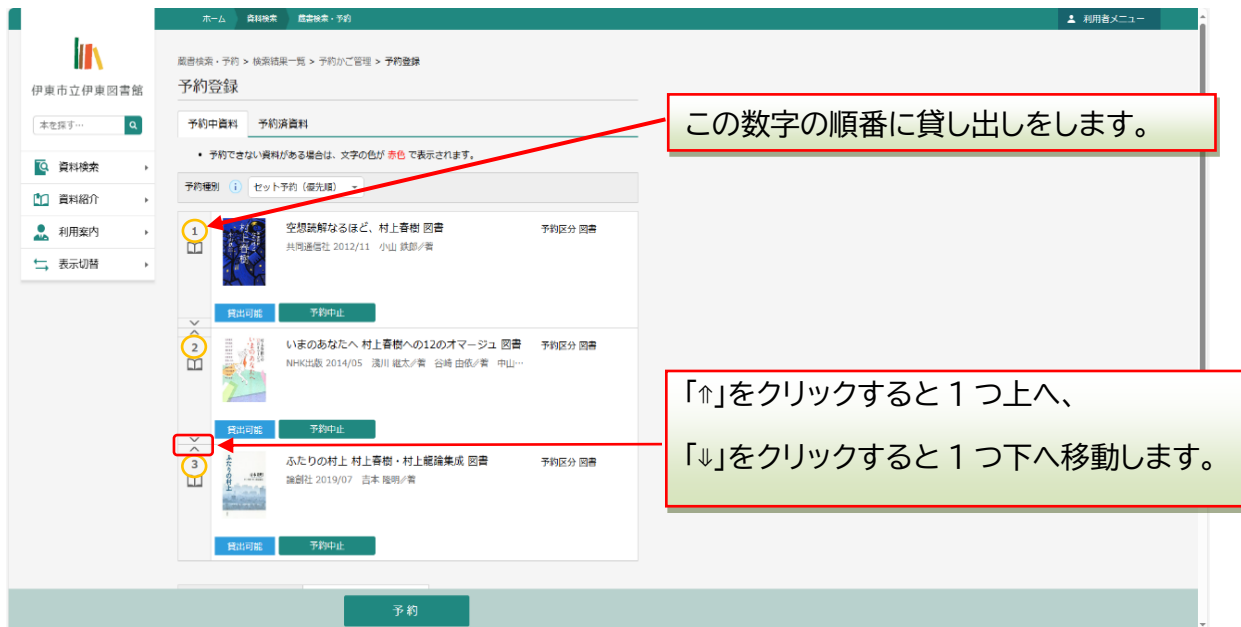 ホーム 資料検索 蔵書検索・予約 利用者メニュー
伊東市立伊東図書館
本を探す…
資料検索
資料紹介
利用案内
表示切替
蔵書検索・予約 > 検索結果一覧 > 予約かご管理 > 予約登録
予約登録
予約中資料 予約済資料
• 予約できない資料がある場合は、文字の色が 赤色 で表示されます。
予約種別 i セット予約（優先順）
この数字の順番に貸し出しをします。
1
空想読解なるほど、村上春樹 図書 予約区分 図書
共同通信社 2012/11 小山 鉄郎∥著
貸出可能 予約中止
2
いまのあなたへ 村上春樹への12のオマージュ 図書 予約区分 図書
NHK出版 2014/05 淺川 継太∥著 谷崎 由依∥著 中山…
貸出可能 予約中止
「⇑」をクリックすると１つ上へ、
「⇓」をクリックすると１つ下へ移動します。
3
ふたりの村上 村上春樹・村上龍論集成 図書 予約区分 図書
論創社 2019/07 吉本 隆明∥著
貸出可能 予約中止
予約